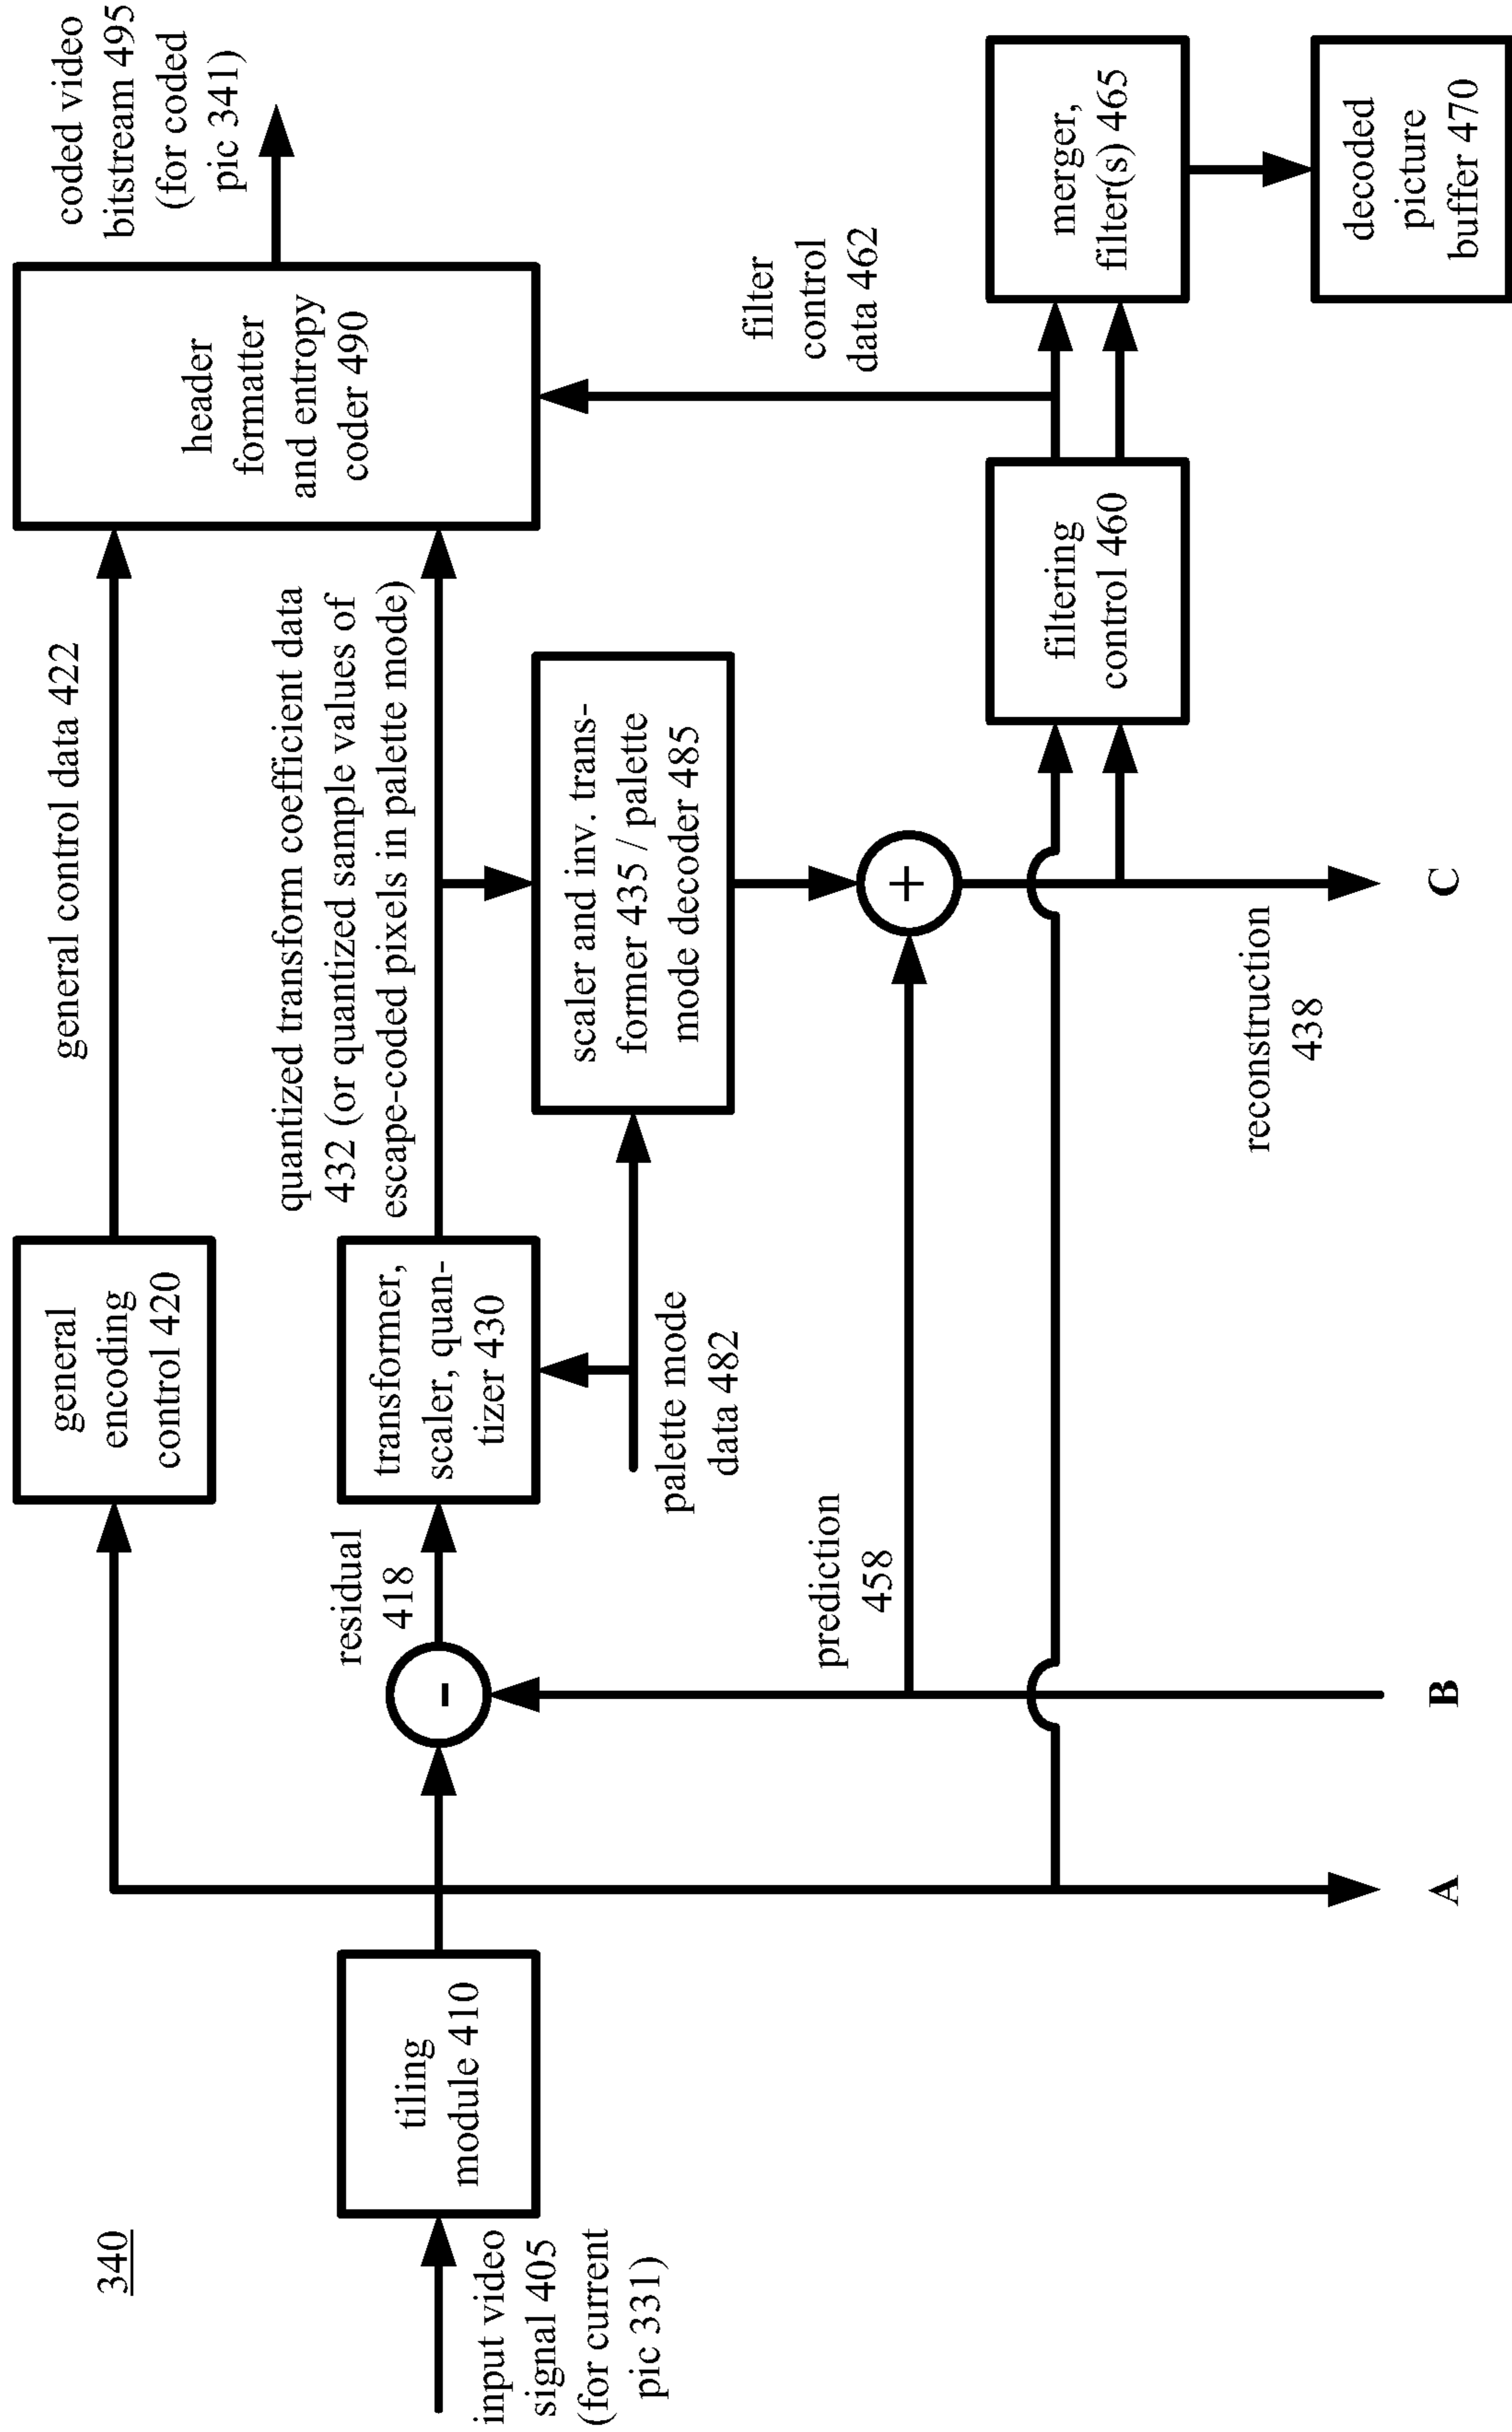 340
input video
signal 405
(for current
pic 331)
tiling
module 410
general
encoding
control 420
general control data 422
header
formatter
and entropy
coder 490
coded video
bitstream 495
(for coded
pic 341)
-
residual
418
transformer,
scaler, quan-
tizer 430
quantized transform coefficient data
432 (or quantized sample values of
escape-coded pixels in palette mode)
palette mode
data 482
scaler and inv. trans-
former 435 / palette
mode decoder 485
prediction
458
+
filter
control
data 462
filtering
control 460
merger,
filter(s) 465
decoded
picture
buffer 470
reconstruction
438
A
B
C